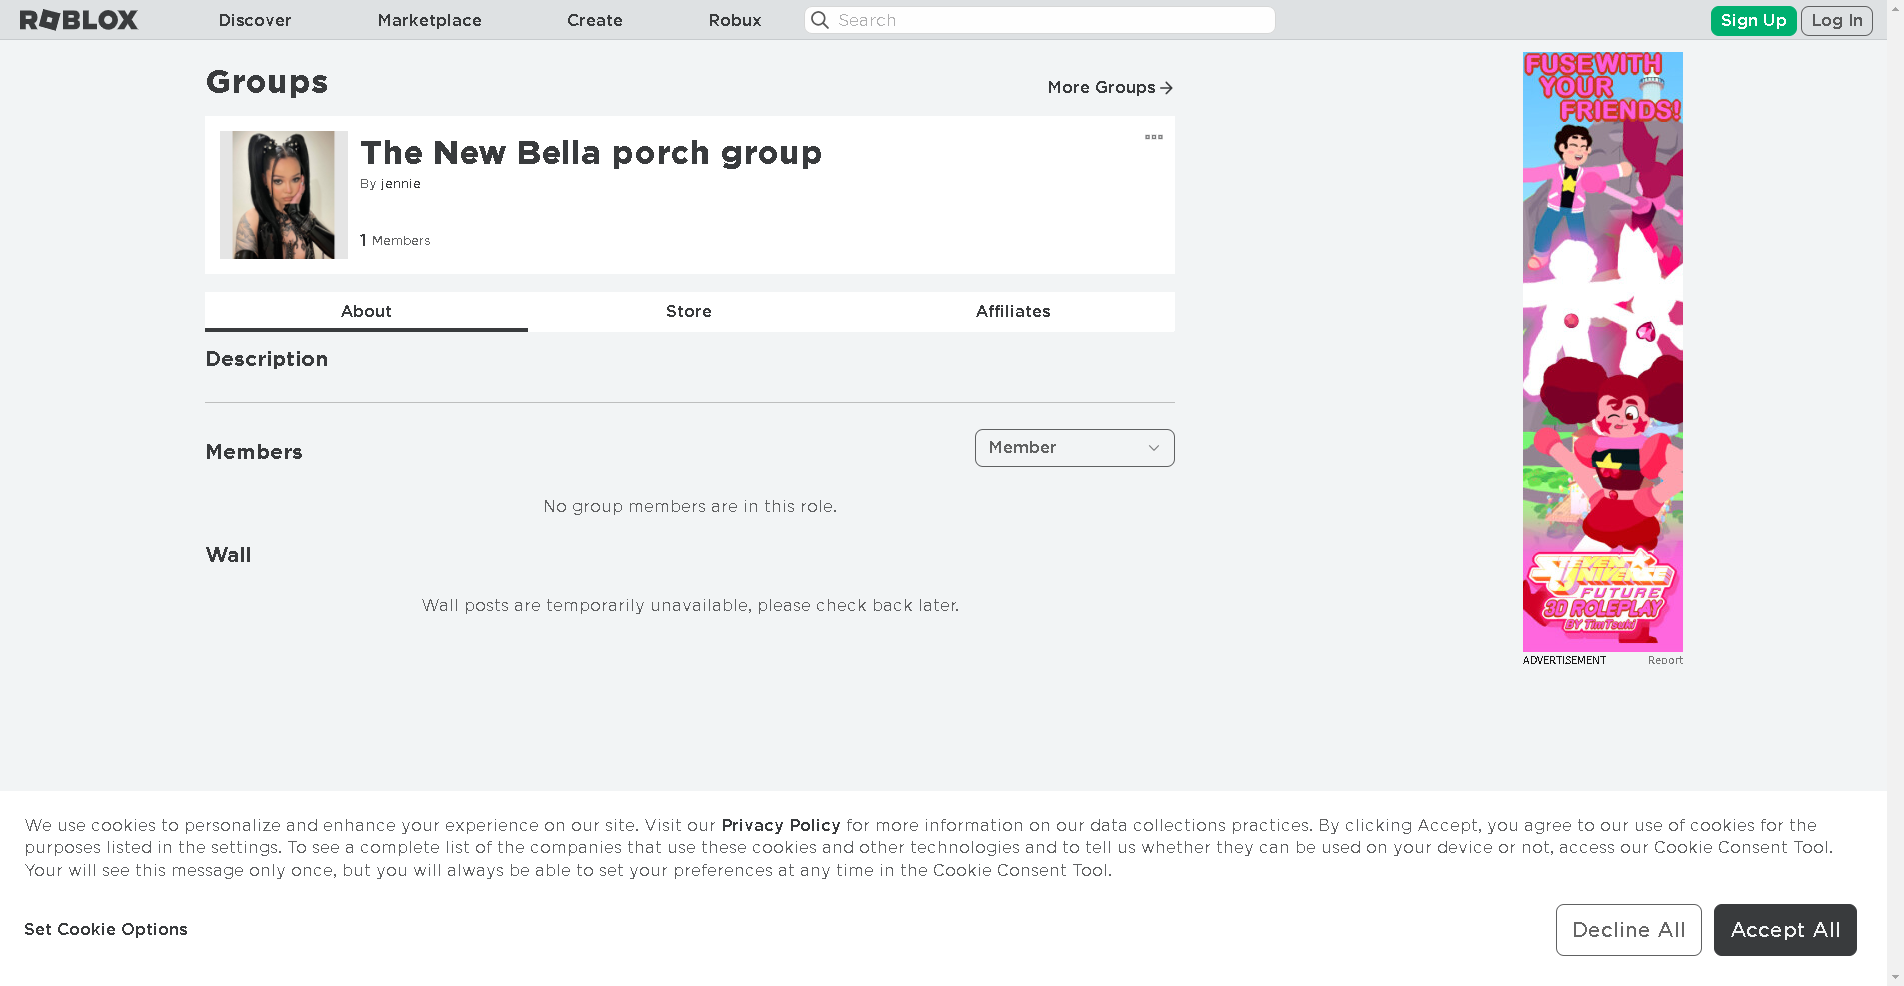 ROBLOX
Discover
Marketplace
Create
Robux
Search
Sign Up
Log In
Groups
More Groups
The New Bella porch group
By jennie
1 Members
About
Store
Affiliates
Description
Members
Member
No group members are in this role.
Wall
Wall posts are temporarily unavailable, please check back later.
FUSE WITH
YOUR
FRIENDS!
STEVEN
UNIVERSE
FUTURE
3D ROLEPLAY
BY TimTsuki
ADVERTISEMENT
Report
We use cookies to personalize and enhance your experience on our site. Visit our Privacy Policy for more information on our data collections practices. By clicking Accept, you agree to our use of cookies for the
purposes listed in the settings. To see a complete list of the companies that use these cookies and other technologies and to tell us whether they can be used on your device or not, access our Cookie Consent Tool.
Your will see this message only once, but you will always be able to set your preferences at any time in the Cookie Consent Tool.
Set Cookie Options
Decline All
Accept All